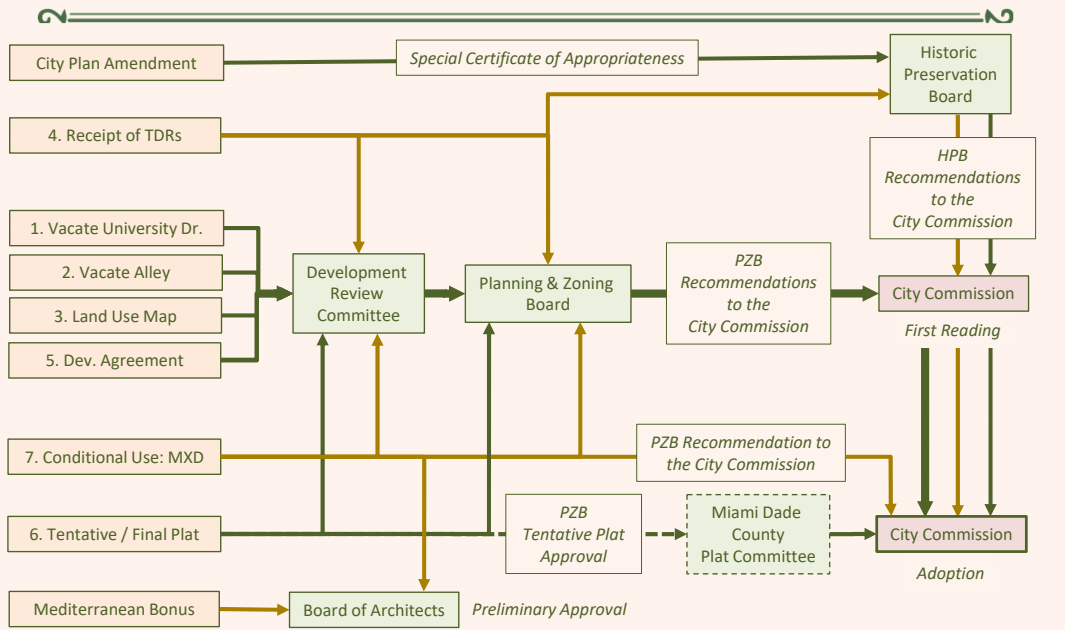 City Plan Amendment
Special Certificate of Appropriateness
Historic
Preservation
Board
4. Receipt of TDRs
HPB
Recommendations
to the
City Commission
1. Vacate University Dr.
2. Vacate Alley
3. Land Use Map
5. Dev. Agreement
Development
Review
Committee
Planning & Zoning
Board
PZB
Recommendations
to the
City Commission
City Commission
First Reading
7. Conditional Use: MXD
PZB Recommendation to
the City Commission
6. Tentative / Final Plat
PZB
Tentative Plat
Approval
Miami Dade
County
Plat Committee
City Commission
Adoption
Mediterranean Bonus
Board of Architects
Preliminary Approval